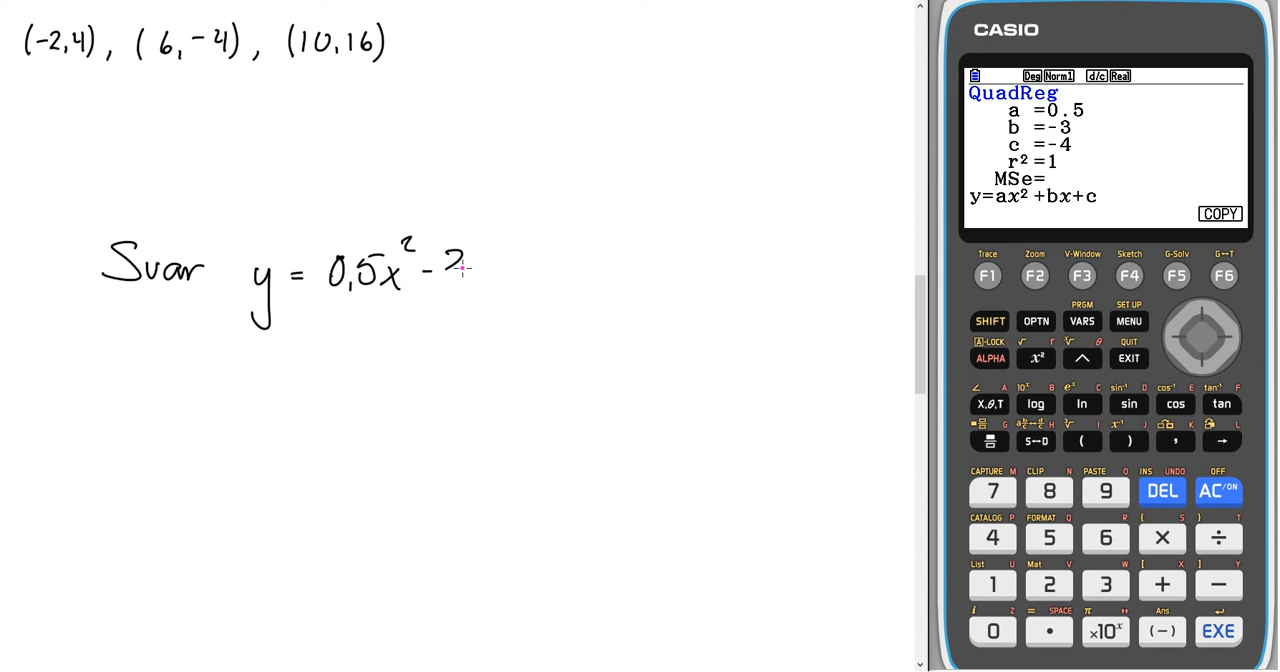 (-2,4), (6,-4), (10,16)
Svar y = 0,5x² -
CASIO
Deg Norm1 d/c Real
QuadReg
a =0.5
b =-3
c =-4
r²=1
MSe=
y=ax²+bx+c
COPY
Trace Zoom V-Window Sketch G-Solv G↔T
F1 F2 F3 F4 F5 F6
PRGM SET UP
SHIFT OPTN VARS MENU
A-LOCK √ r ˣ√ θ QUIT
ALPHA x² ^ EXIT
∠ A 10ˣ B eˣ C sin⁻¹ D cos⁻¹ E tan⁻¹ F
X,θ,T log ln sin cos tan
G H ³√ I x⁻¹ J K L
S↔D ( ) , →
CAPTURE M CLIP N PASTE O INS UNDO OFF
7 8 9 DEL AC/ON
CATALOG P FORMAT Q R { S } T
4 5 6 × ÷
List U Mat V W [ X ] Y
1 2 3 + −
i Z = SPACE π " Ans ↵
0 • ×10ˣ (−) EXE